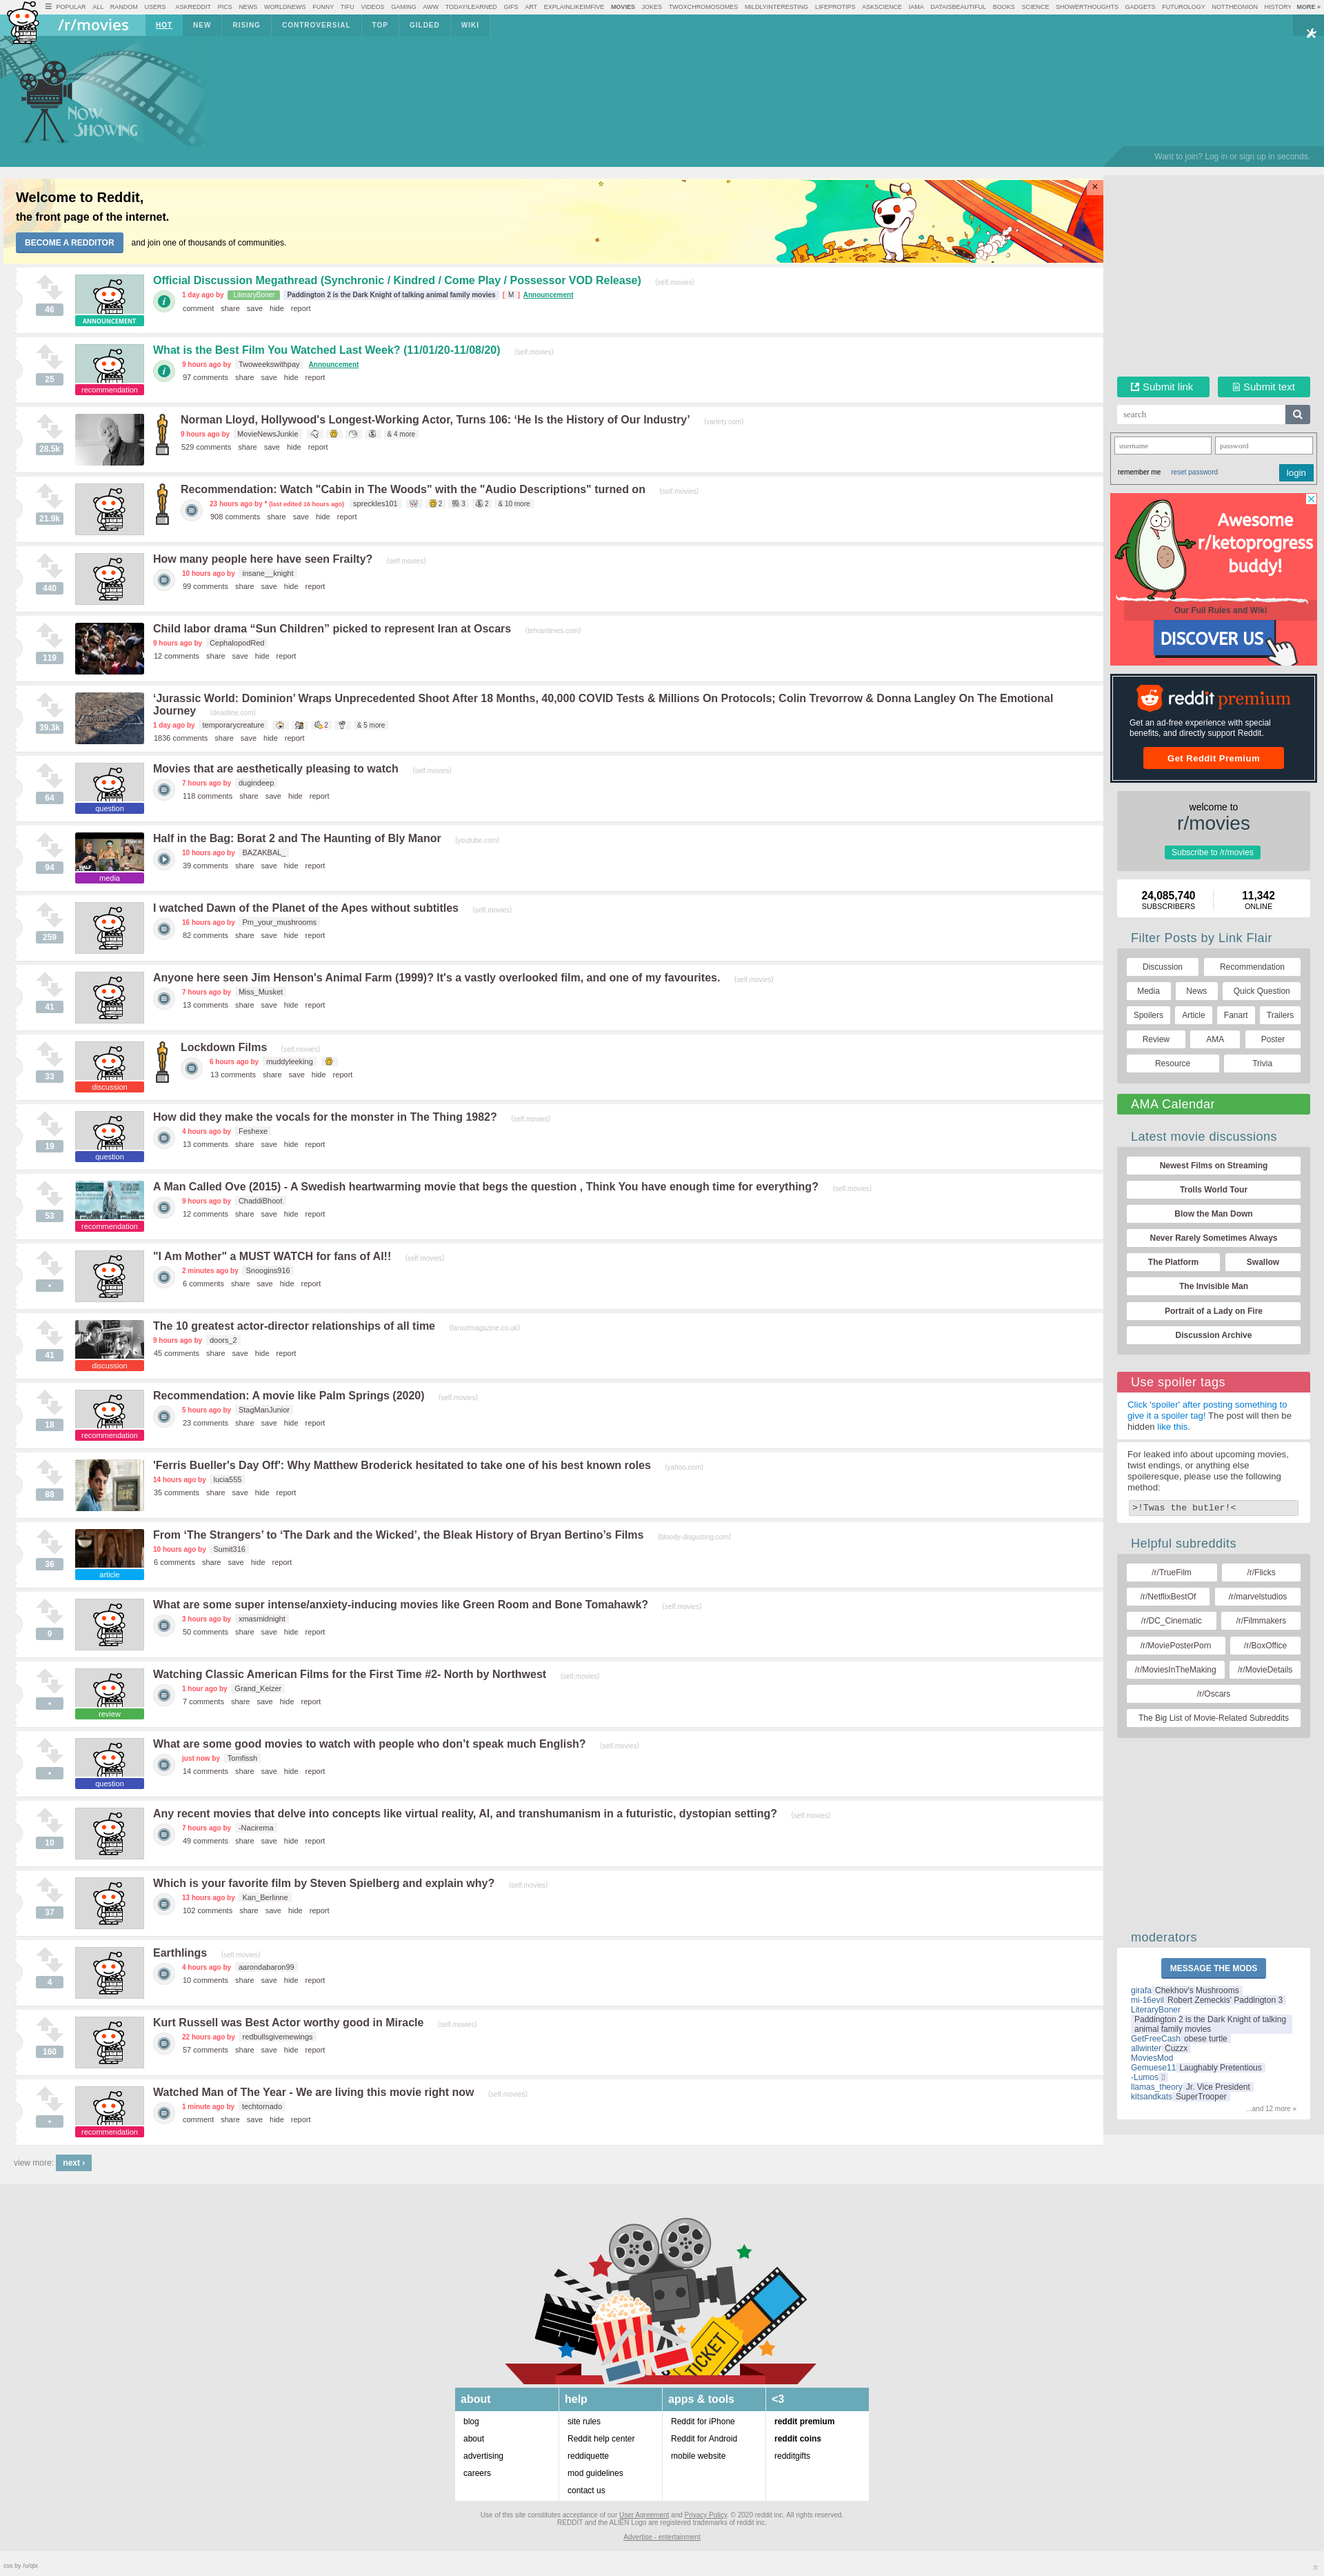 POPULAR ALL RANDOM USERS ASKREDDIT PICS NEWS WORLDNEWS FUNNY TIFU VIDEOS GAMING AWW TODAYILEARNED GIFS ART EXPLAINLIKEIMFIVE MOVIES JOKES TWOXCHROMOSOMES MILDLYINTERESTING LIFEPROTIPS ASKSCIENCE IAMA DATAISBEAUTIFUL BOOKS SCIENCE SHOWERTHOUGHTS GADGETS FUTUROLOGY NOTTHEONION HISTORY MORE »
/r/movies HOT NEW RISING CONTROVERSIAL TOP GILDED WIKI
Now Showing
Want to join? Log in or sign up in seconds.
Welcome to Reddit,
the front page of the internet.
BECOME A REDDITOR and join one of thousands of communities.
46
ANNOUNCEMENT
Official Discussion Megathread (Synchronic / Kindred / Come Play / Possessor VOD Release) (self.movies)
1 day ago by LiteraryBoner Paddington 2 is the Dark Knight of talking animal family movies [ M ] Announcement
comment share save hide report
25
recommendation
What is the Best Film You Watched Last Week? (11/01/20-11/08/20) (self.movies)
9 hours ago by Twoweekswithpay Announcement
97 comments share save hide report
28.5k
Norman Lloyd, Hollywood's Longest-Working Actor, Turns 106: ‘He Is the History of Our Industry’ (variety.com)
9 hours ago by MovieNewsJunkie & 4 more
529 comments share save hide report
21.9k
Recommendation: Watch "Cabin in The Woods" with the "Audio Descriptions" turned on (self.movies)
23 hours ago by * (last edited 16 hours ago) spreckles101 2 3 2 & 10 more
908 comments share save hide report
440
How many people here have seen Frailty? (self.movies)
10 hours ago by insane__knight
99 comments share save hide report
119
Child labor drama “Sun Children” picked to represent Iran at Oscars (tehrantimes.com)
9 hours ago by CephalopodRed
12 comments share save hide report
39.3k
‘Jurassic World: Dominion’ Wraps Unprecedented Shoot After 18 Months, 40,000 COVID Tests & Millions On Protocols; Colin Trevorrow & Donna Langley On The Emotional
Journey (deadline.com)
1 day ago by temporarycreature 2 & 5 more
1836 comments share save hide report
64
question
Movies that are aesthetically pleasing to watch (self.movies)
7 hours ago by dugindeep
118 comments share save hide report
94
HALF
media
Half in the Bag: Borat 2 and The Haunting of Bly Manor (youtube.com)
10 hours ago by BAZAKBAL_
39 comments share save hide report
259
I watched Dawn of the Planet of the Apes without subtitles (self.movies)
16 hours ago by Pm_your_mushrooms
82 comments share save hide report
41
Anyone here seen Jim Henson's Animal Farm (1999)? It's a vastly overlooked film, and one of my favourites. (self.movies)
7 hours ago by Miss_Musket
13 comments share save hide report
33
discussion
Lockdown Films (self.movies)
6 hours ago by muddyleeking
13 comments share save hide report
19
question
How did they make the vocals for the monster in The Thing 1982? (self.movies)
4 hours ago by Feshexe
13 comments share save hide report
53
recommendation
A Man Called Ove (2015) - A Swedish heartwarming movie that begs the question , Think You have enough time for everything? (self.movies)
9 hours ago by ChaddiBhoot
12 comments share save hide report
•
"I Am Mother" a MUST WATCH for fans of AI!! (self.movies)
2 minutes ago by Snoogins916
6 comments share save hide report
41
discussion
The 10 greatest actor-director relationships of all time (faroutmagazine.co.uk)
9 hours ago by doors_2
45 comments share save hide report
18
recommendation
Recommendation: A movie like Palm Springs (2020) (self.movies)
5 hours ago by StagManJunior
23 comments share save hide report
88
'Ferris Bueller's Day Off': Why Matthew Broderick hesitated to take one of his best known roles (yahoo.com)
14 hours ago by lucia555
35 comments share save hide report
36
article
From ‘The Strangers’ to ‘The Dark and the Wicked’, the Bleak History of Bryan Bertino’s Films (bloody-disgusting.com)
10 hours ago by Sumit316
6 comments share save hide report
9
What are some super intense/anxiety-inducing movies like Green Room and Bone Tomahawk? (self.movies)
3 hours ago by xmasmidnight
50 comments share save hide report
•
review
Watching Classic American Films for the First Time #2- North by Northwest (self.movies)
1 hour ago by Grand_Keizer
7 comments share save hide report
•
question
What are some good movies to watch with people who don’t speak much English? (self.movies)
just now by Tomfissh
14 comments share save hide report
10
Any recent movies that delve into concepts like virtual reality, AI, and transhumanism in a futuristic, dystopian setting? (self.movies)
7 hours ago by -Nacirema
49 comments share save hide report
37
Which is your favorite film by Steven Spielberg and explain why? (self.movies)
13 hours ago by Kan_Berlinne
102 comments share save hide report
4
Earthlings (self.movies)
4 hours ago by aarondabaron99
10 comments share save hide report
160
Kurt Russell was Best Actor worthy good in Miracle (self.movies)
22 hours ago by redbullsgivemewings
57 comments share save hide report
•
recommendation
Watched Man of The Year - We are living this movie right now (self.movies)
1 minute ago by techtornado
comment share save hide report
view more: next ›
Submit link Submit text
search
username password
remember me reset password login
Awesome
r/ketoprogress
buddy!
Our Full Rules and Wiki
DISCOVER US
reddit premium
Get an ad-free experience with special
benefits, and directly support Reddit.
Get Reddit Premium
welcome to
r/movies
Subscribe to /r/movies
24,085,740 11,342
SUBSCRIBERS ONLINE
Filter Posts by Link Flair
Discussion Recommendation
Media News Quick Question
Spoilers Article Fanart Trailers
Review AMA Poster
Resource Trivia
AMA Calendar
Latest movie discussions
Newest Films on Streaming
Trolls World Tour
Blow the Man Down
Never Rarely Sometimes Always
The Platform Swallow
The Invisible Man
Portrait of a Lady on Fire
Discussion Archive
Use spoiler tags
Click 'spoiler' after posting something to
give it a spoiler tag! The post will then be
hidden like this.
For leaked info about upcoming movies,
twist endings, or anything else
spoileresque, please use the following
method:
>!Twas the butler!<
Helpful subreddits
/r/TrueFilm /r/Flicks
/r/NetflixBestOf /r/marvelstudios
/r/DC_Cinematic /r/Filmmakers
/r/MoviePosterPorn /r/BoxOffice
/r/MoviesInTheMaking /r/MovieDetails
/r/Oscars
The Big List of Movie-Related Subreddits
moderators
MESSAGE THE MODS
girafa Chekhov's Mushrooms
mi-16evil Robert Zemeckis' Paddington 3
LiteraryBoner
Paddington 2 is the Dark Knight of talking
animal family movies
GetFreeCash obese turtle
allwinter Cuzzx
MoviesMod
Gemuese11 Laughably Pretentious
-Lumos
llamas_theory Jr. Vice President
kitsandkats SuperTrooper
...and 12 more »
TICKET
about help apps & tools <3
blog site rules Reddit for iPhone reddit premium
about Reddit help center Reddit for Android reddit coins
advertising reddiquette mobile website redditgifts
careers mod guidelines
contact us
Use of this site constitutes acceptance of our User Agreement and Privacy Policy. © 2020 reddit inc. All rights reserved.
REDDIT and the ALIEN Logo are registered trademarks of reddit inc.
Advertise - entertainment
css by /u/qtx
π